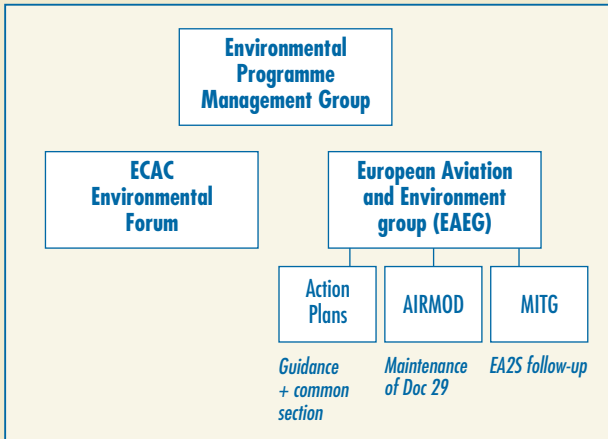 Environmental
Programme
Management Group
ECAC
Environmental
Forum
European Aviation
and Environment
group (EAEG)
Action
Plans
AIRMOD
MITG
Guidance
+ common
section
Maintenance
of Doc 29
EA2S follow-up